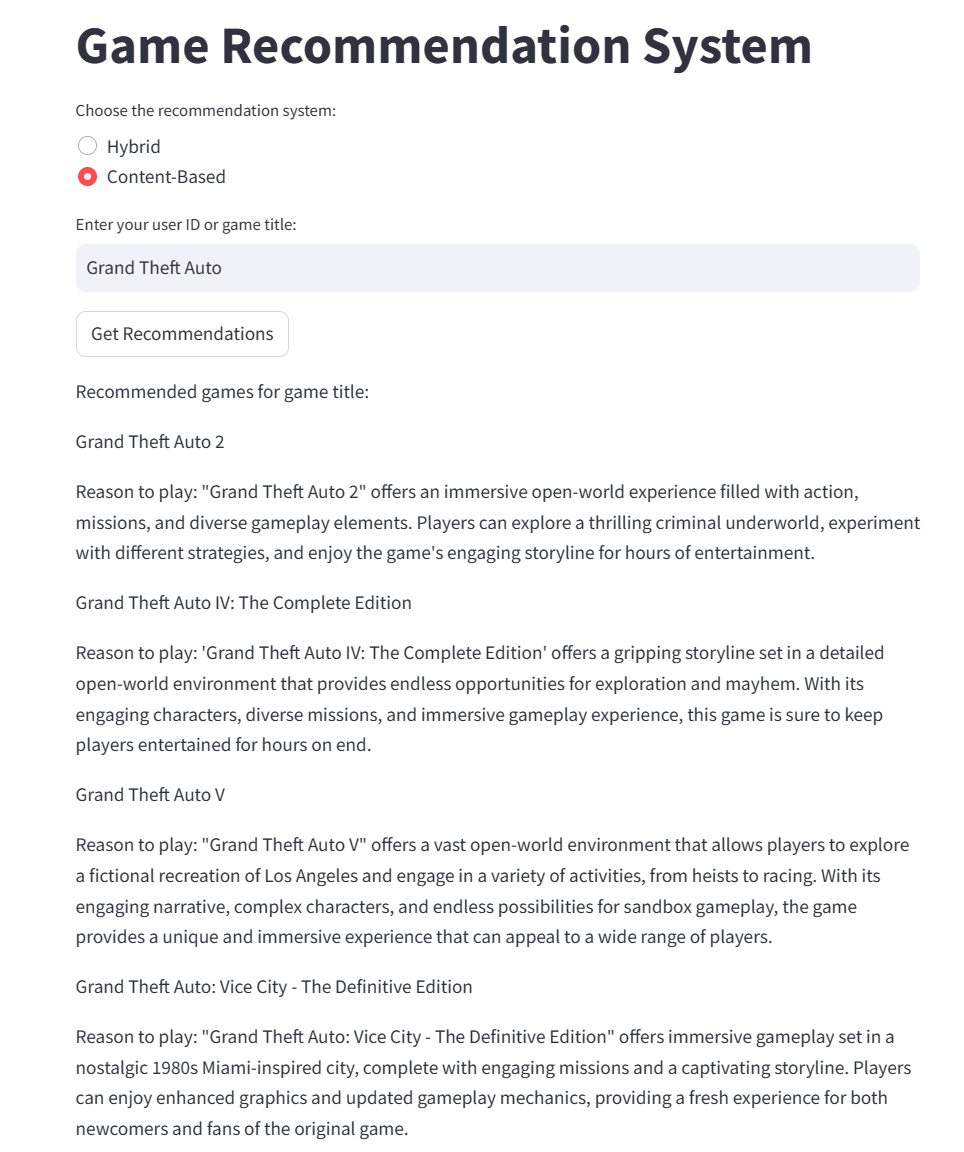 Game Recommendation System
Choose the recommendation system:
Hybrid
Content-Based
Enter your user ID or game title:
Grand Theft Auto
Get Recommendations
Recommended games for game title:
Grand Theft Auto 2
Reason to play: "Grand Theft Auto 2" offers an immersive open-world experience filled with action,
missions, and diverse gameplay elements. Players can explore a thrilling criminal underworld, experiment
with different strategies, and enjoy the game's engaging storyline for hours of entertainment.
Grand Theft Auto IV: The Complete Edition
Reason to play: 'Grand Theft Auto IV: The Complete Edition' offers a gripping storyline set in a detailed
open-world environment that provides endless opportunities for exploration and mayhem. With its
engaging characters, diverse missions, and immersive gameplay experience, this game is sure to keep
players entertained for hours on end.
Grand Theft Auto V
Reason to play: "Grand Theft Auto V" offers a vast open-world environment that allows players to explore
a fictional recreation of Los Angeles and engage in a variety of activities, from heists to racing. With its
engaging narrative, complex characters, and endless possibilities for sandbox gameplay, the game
provides a unique and immersive experience that can appeal to a wide range of players.
Grand Theft Auto: Vice City - The Definitive Edition
Reason to play: "Grand Theft Auto: Vice City - The Definitive Edition" offers immersive gameplay set in a
nostalgic 1980s Miami-inspired city, complete with engaging missions and a captivating storyline. Players
can enjoy enhanced graphics and updated gameplay mechanics, providing a fresh experience for both
newcomers and fans of the original game.